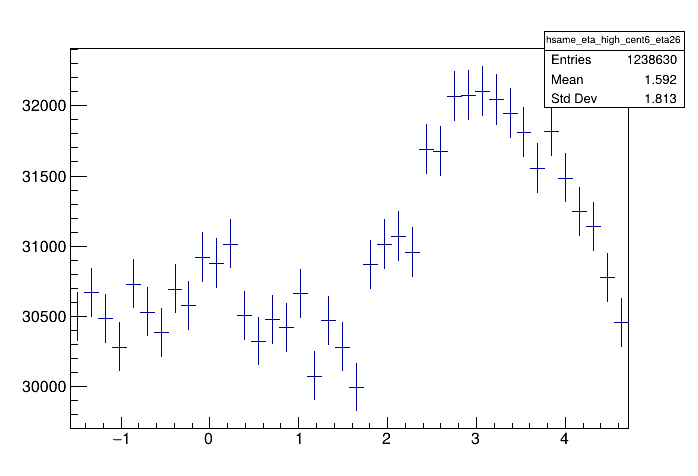 hsame_eta_high_cent6_eta26
Entries 1238630
Mean 1.592
Std Dev 1.813
32000
31500
31000
30500
30000
−1 0 1 2 3 4